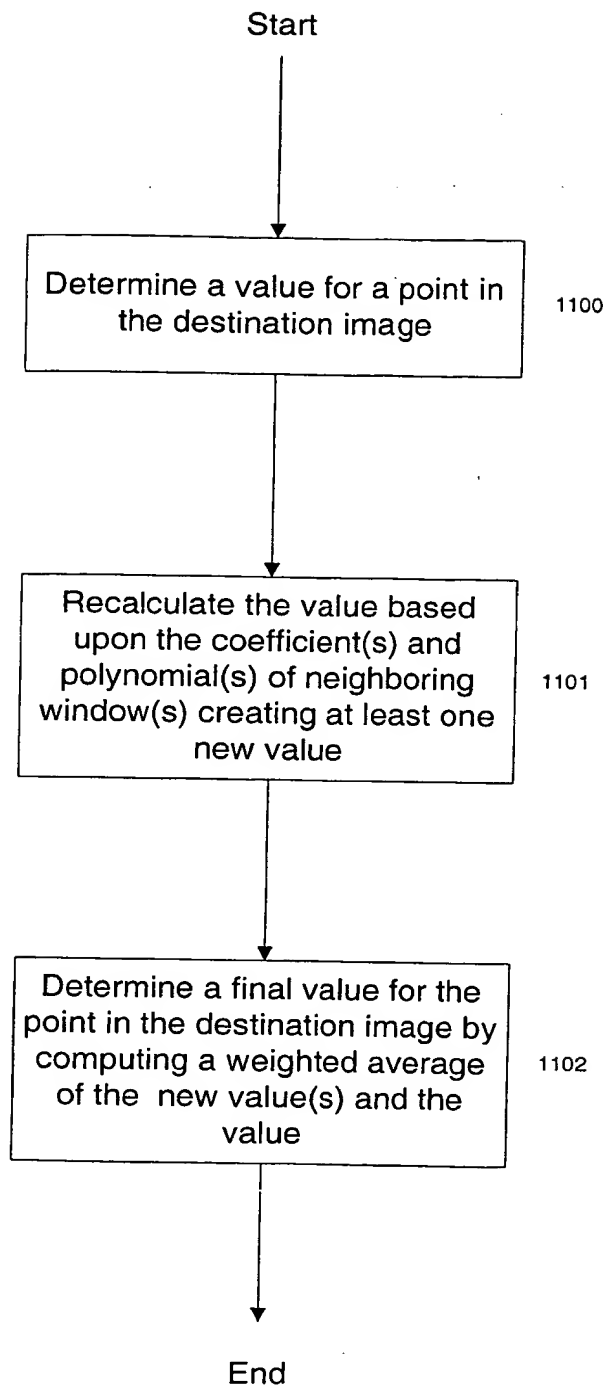 Start
Determine a value for a point in
the destination image
1100
Recalculate the value based
upon the coefficient(s) and
polynomial(s) of neighboring
window(s) creating at least one
new value
1101
Determine a final value for the
point in the destination image by
computing a weighted average
of the new value(s) and the
value
1102
End